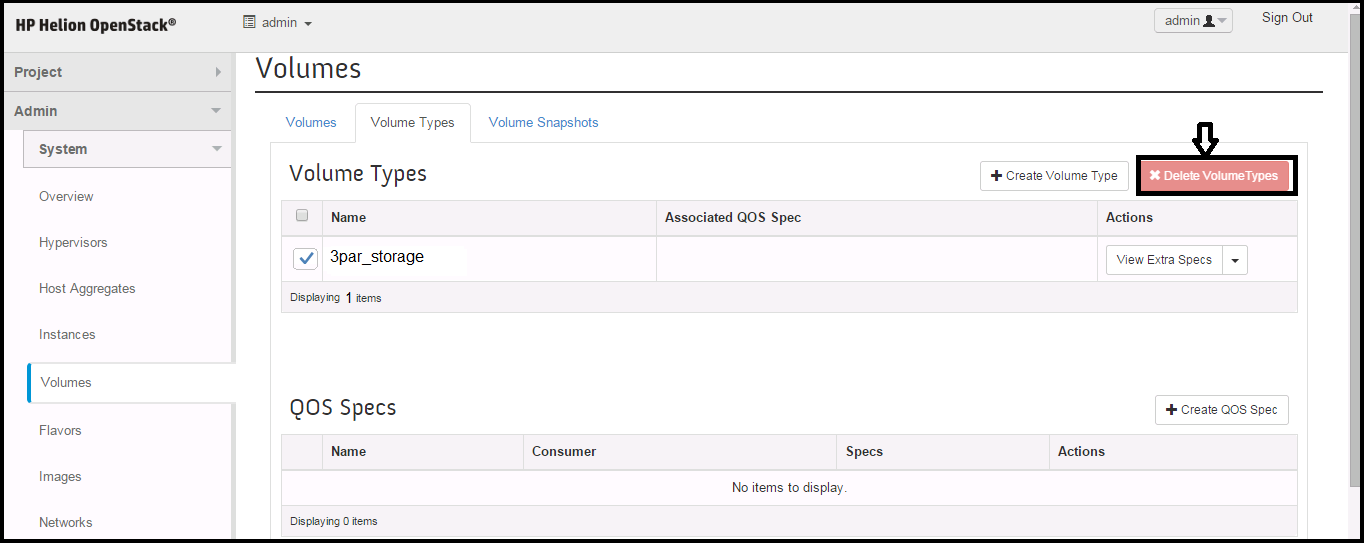 HP Helion OpenStack®
admin
admin
Sign Out
Project
Admin
System
Overview
Hypervisors
Host Aggregates
Instances
Volumes
Flavors
Images
Networks
Volumes
Volumes
Volume Types
Volume Snapshots
Volume Types
Create Volume Type
Delete VolumeTypes
Name
Associated QOS Spec
Actions
3par_storage
View Extra Specs
Displaying 1 items
QOS Specs
Create QOS Spec
Name
Consumer
Specs
Actions
No items to display.
Displaying 0 items